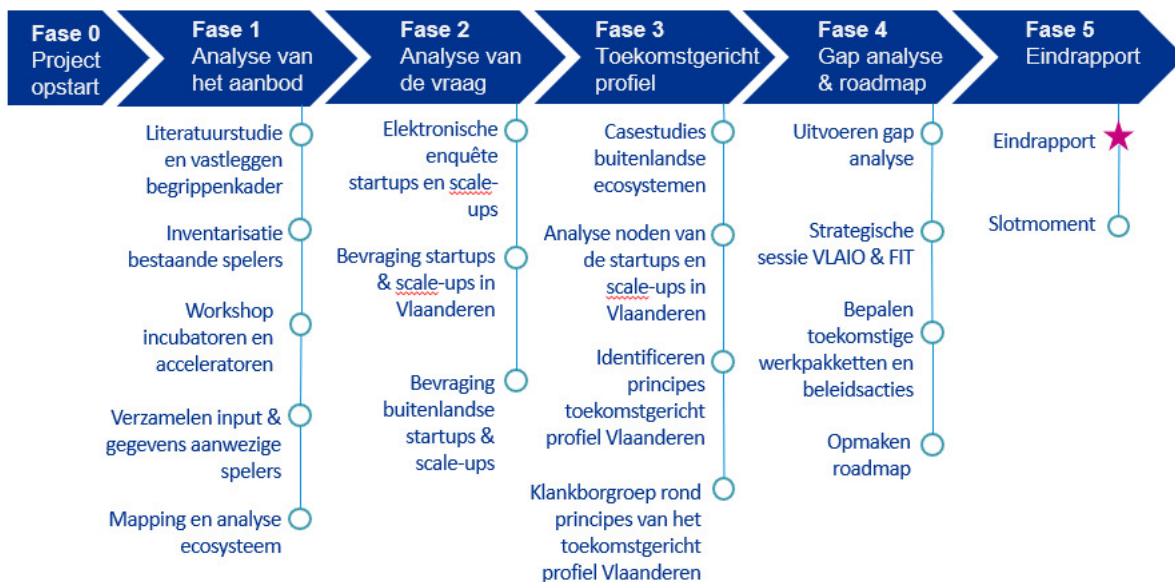 Fase 0
Project
opstart
Fase 1
Analyse van
het aanbod
Fase 2
Analyse van
de vraag
Fase 3
Toekomstgericht
profiel
Fase 4
Gap analyse
& roadmap
Fase 5
Eindrapport
Literatuurstudie
en vastleggen
begrippenkader
Inventarisatie
bestaande spelers
Workshop
incubatoren en
acceleratoren
Verzamelen input &
gegevens aanwezige
spelers
Mapping en analyse
ecosysteem
Elektronische
enquête
startups en scale-
ups
Bevraging startups
& scale-ups in
Vlaanderen
Bevraging
buitenlandse
startups &
scale-ups
Casestudies
buitenlandse
ecosystemen
Analyse noden van
de startups en
scale-ups in
Vlaanderen
Identificeren
principes
toekomstgericht
profiel Vlaanderen
Klankborgroep rond
principes van het
toekomstgericht
profiel Vlaanderen
Uitvoeren gap
analyse
Strategische
sessie VLAIO & FIT
Bepalen
toekomstige
werkpakketten en
beleidsacties
Opmaken
roadmap
Eindrapport
Slotmoment